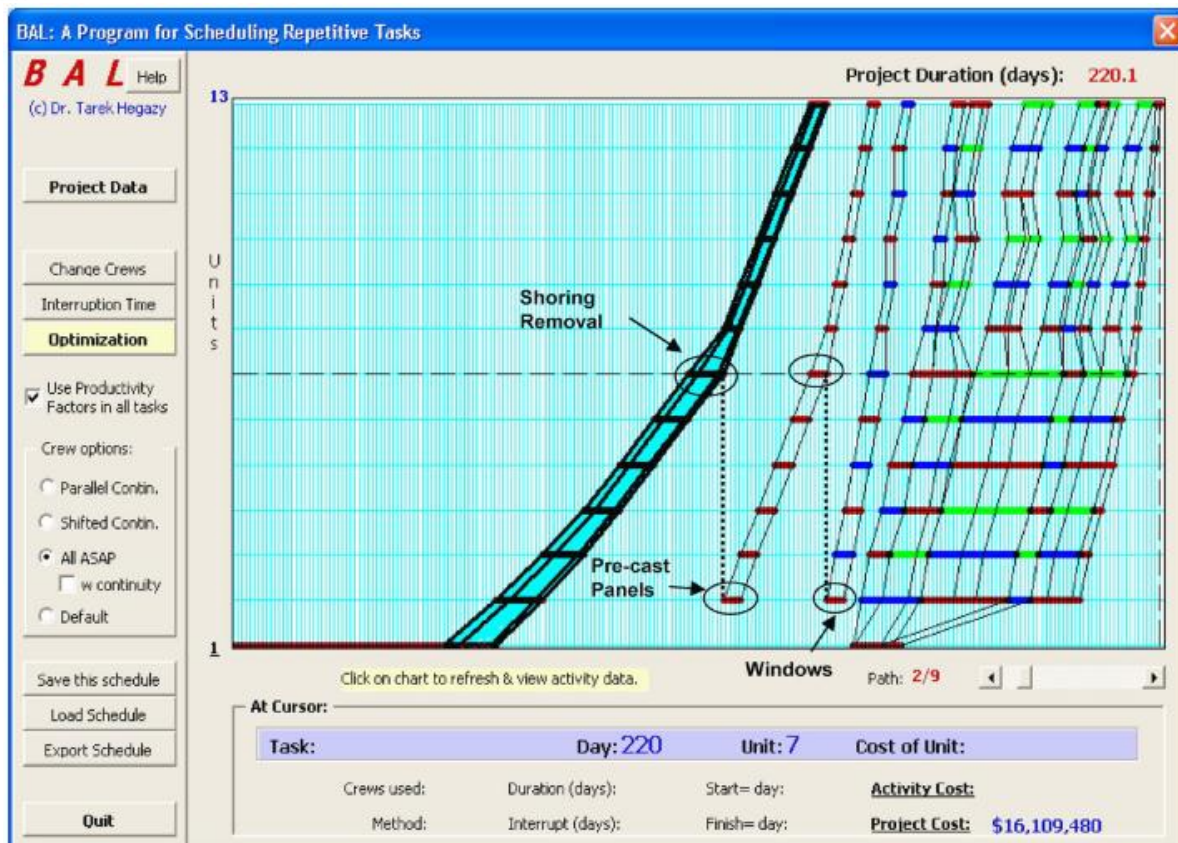 BAL: A Program for Scheduling Repetitive Tasks
B A L Help
(c) Dr. Tarek Hegazy
Project Duration (days): 220.1
13
Project Data
Change Crews
Interruption Time
Optimization
Units
Use Productivity
Factors in all tasks
Crew options:
Parallel Contin.
Shifted Contin.
All ASAP
w continuity
Default
Shoring
Removal
Pre-cast
Panels
Windows
1
Save this schedule
Load Schedule
Export Schedule
Quit
Click on chart to refresh & view activity data.
Path: 2/9
At Cursor:
Task: Day: 220 Unit: 7 Cost of Unit:
Crews used: Duration (days): Start= day: Activity Cost:
Method: Interrupt (days): Finish= day: Project Cost: $16,109,480